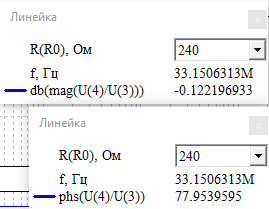 Линейка
R(R0), Ом 240
f, Гц 33.1506313M
db(mag(U(4)/U(3))) -0.122196933
Линейка
R(R0), Ом 240
f, Гц 33.1506313M
phs(U(4)/U(3)) 77.9539595